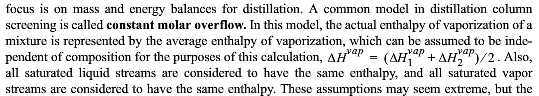 focus is on mass and energy balances for distillation. A common model in distillation column
screening is called constant molar overflow. In this model, the actual enthalpy of vaporization of a
mixture is represented by the average enthalpy of vaporization, which can be assumed to be inde-
pendent of composition for the purposes of this calculation, ΔH^vap = (ΔH₁^vap + ΔH₂^vap)/2. Also,
all saturated liquid streams are considered to have the same enthalpy, and all saturated vapor
streams are considered to have the same enthalpy. These assumptions may seem extreme, but the